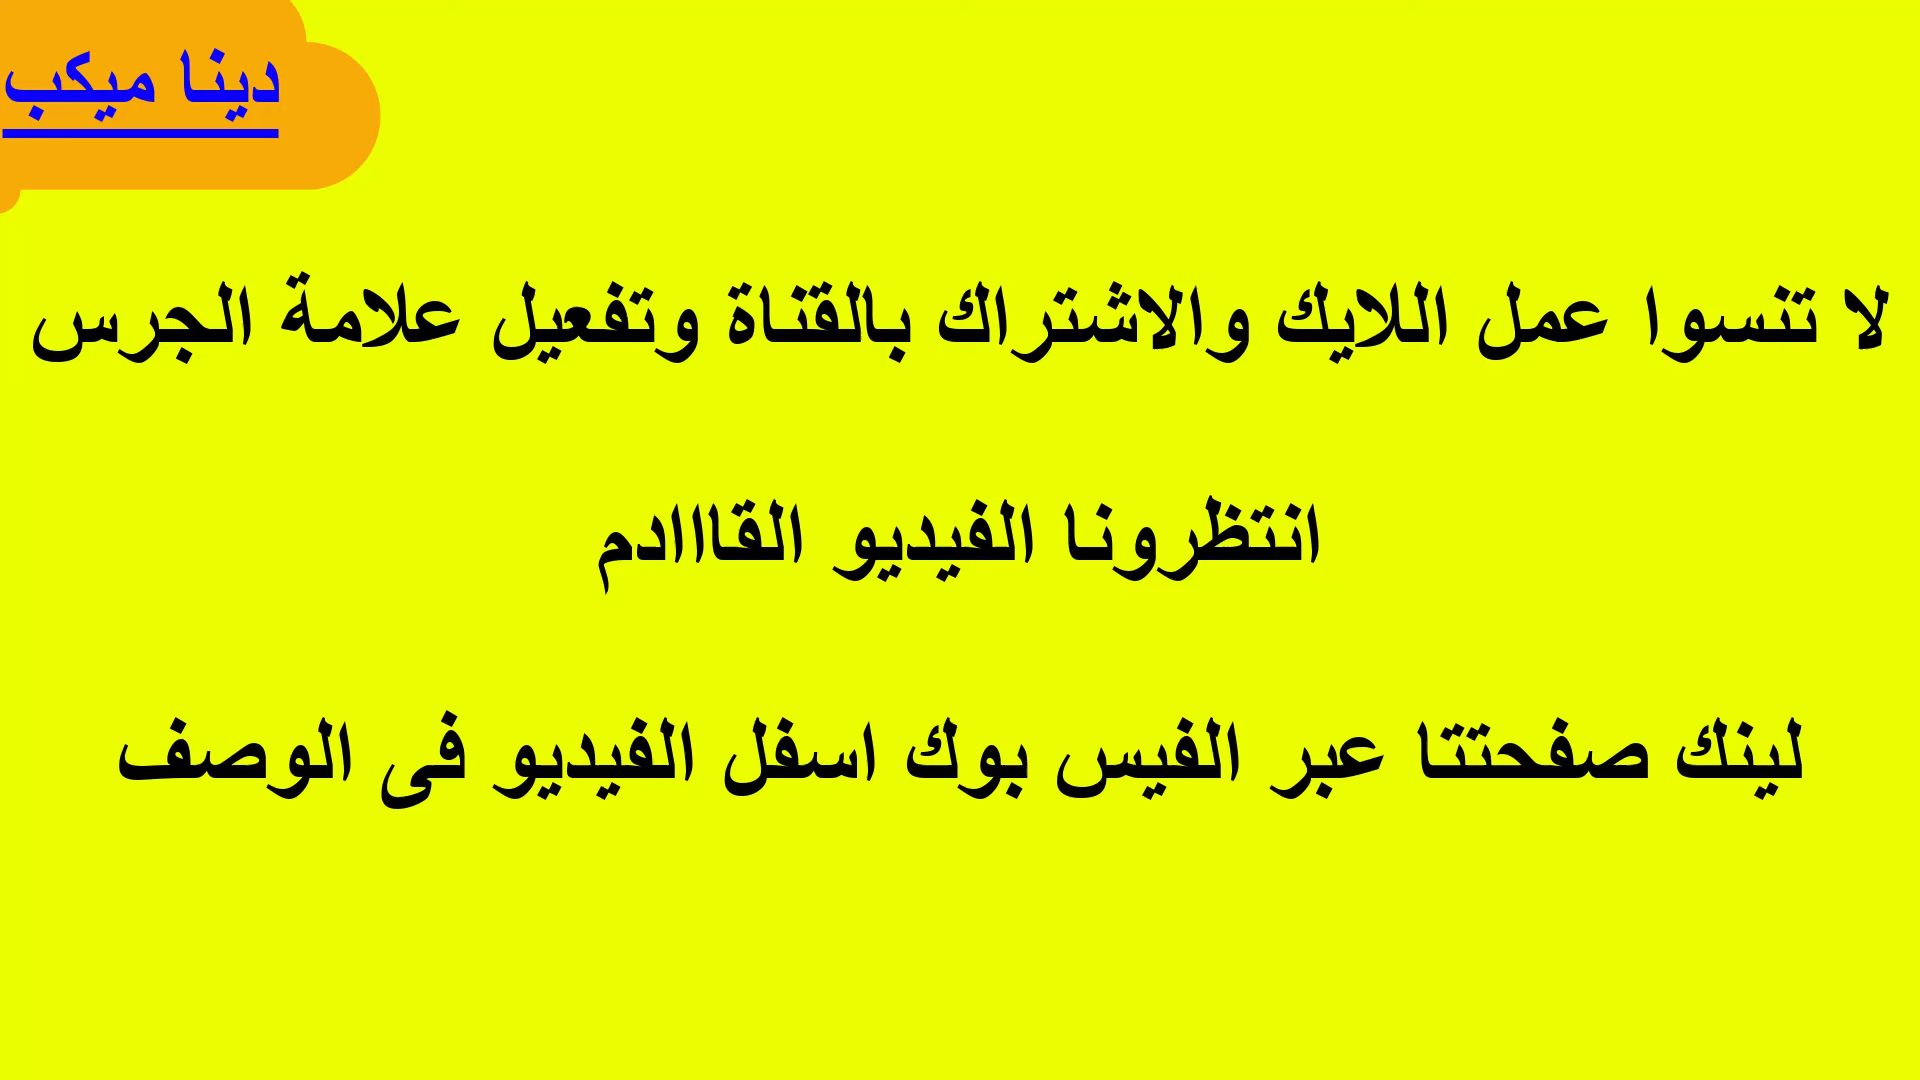 دينا ميكب
لا تنسوا عمل اللايك والاشتراك بالقناة وتفعيل علامة الجرس
انتظرونا الفيديو القااادم
لينك صفحتتا عبر الفيس بوك اسفل الفيديو فى الوصف